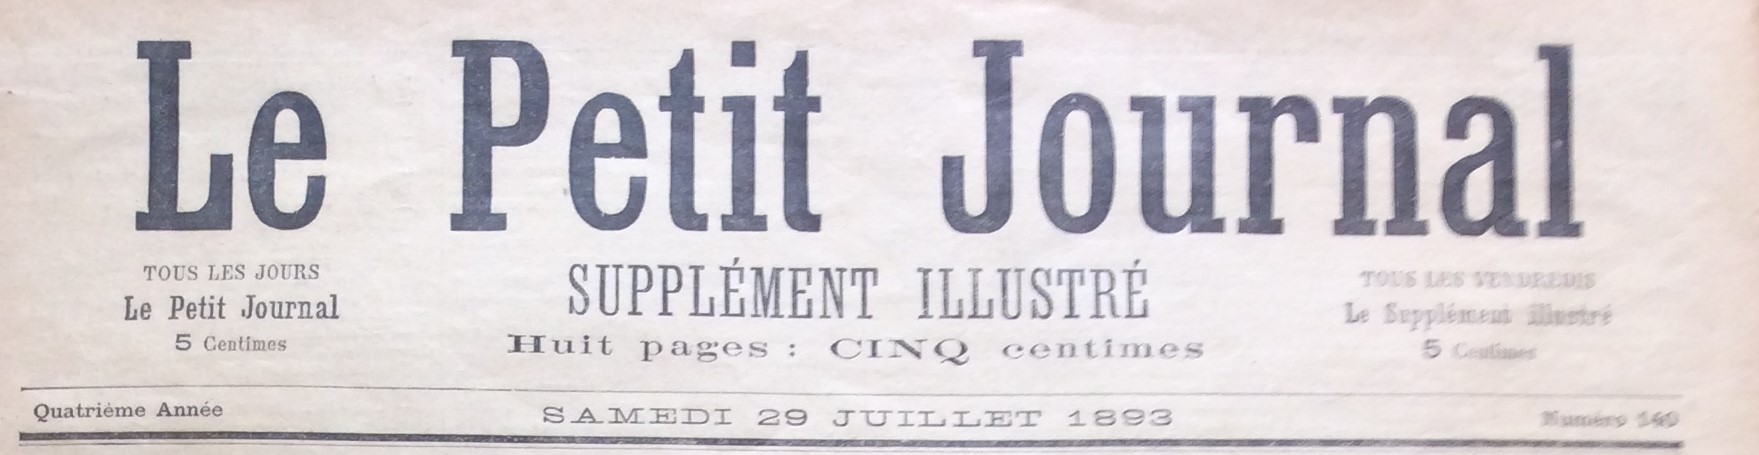 Le Petit Journal
TOUS LES JOURS
Le Petit Journal
5 Centimes
SUPPLÉMENT ILLUSTRÉ
Huit pages : CINQ centimes
TOUS LES VENDREDIS
Le Supplément illustré
5 Centimes
Quatrième Année
SAMEDI 29 JUILLET 1893
Numéro